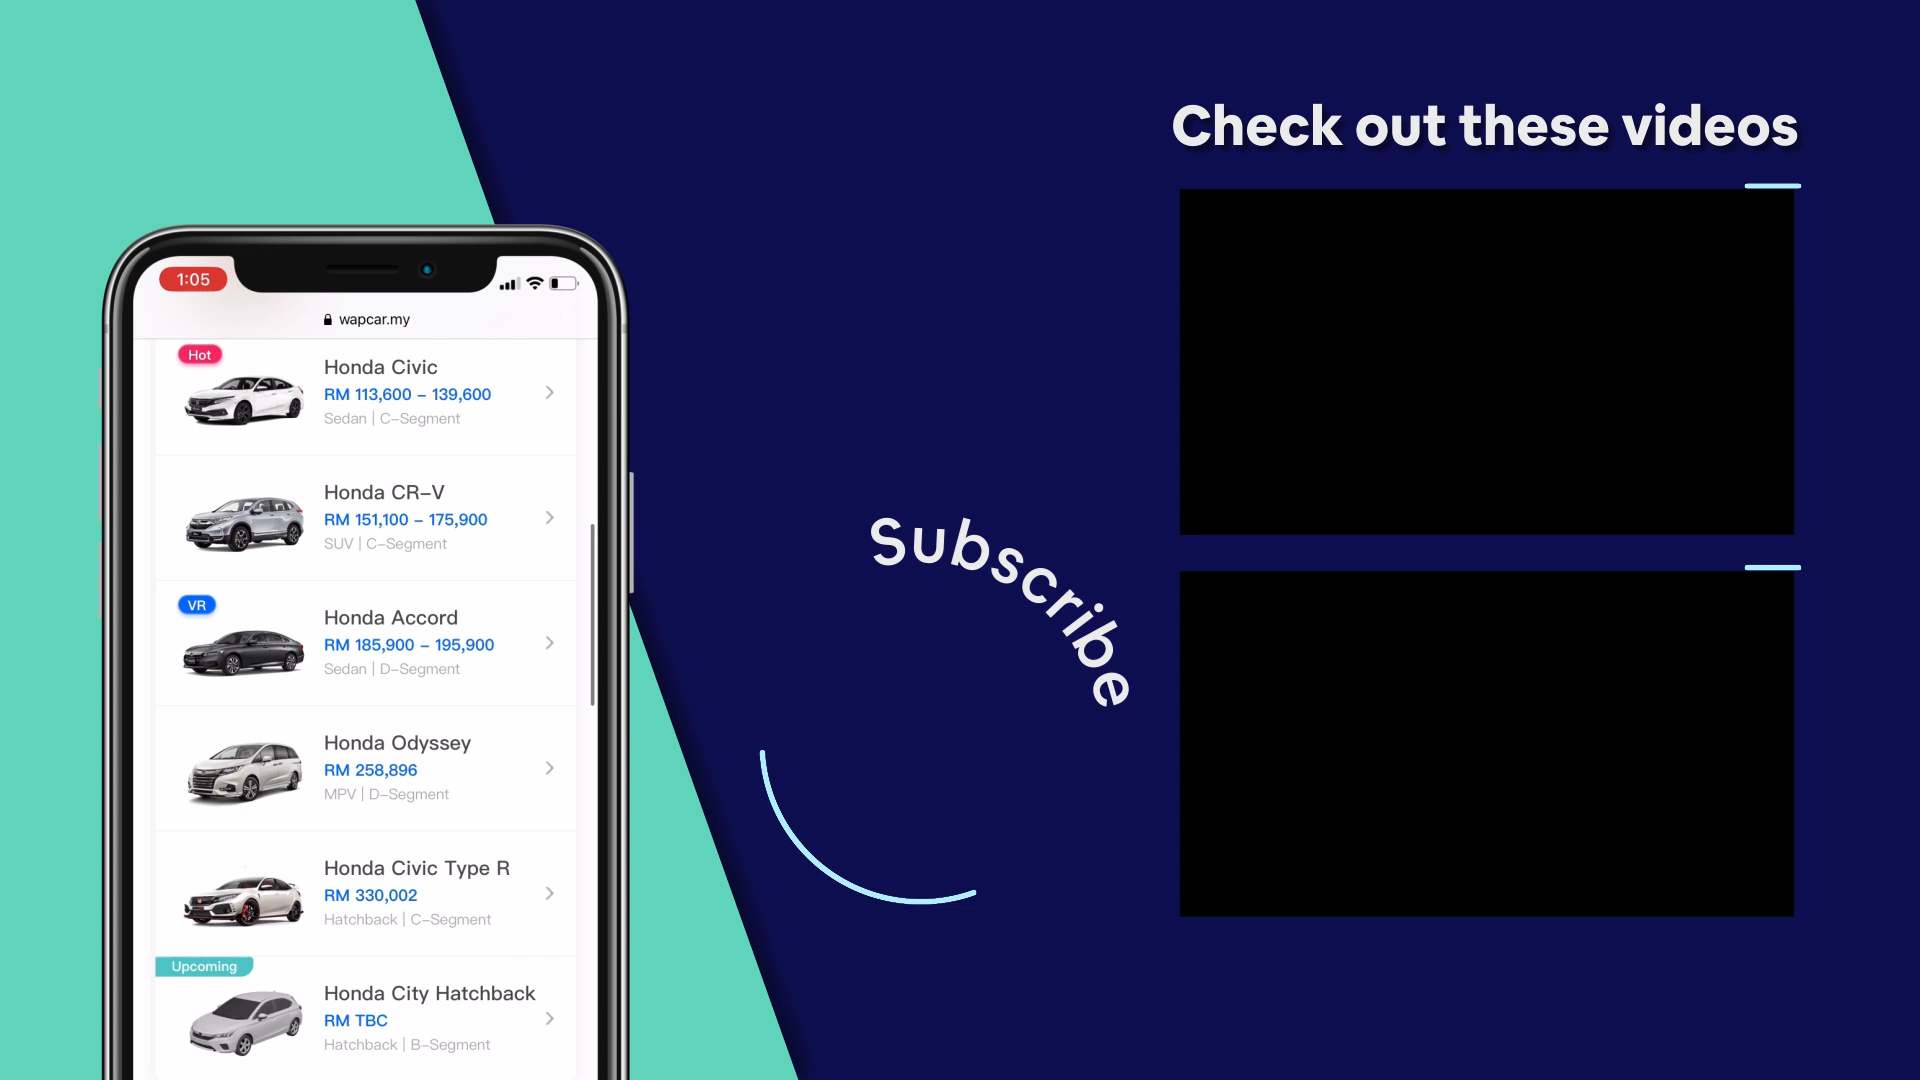 1:05
wapcar.my
Hot
Honda Civic
RM 113,600 – 139,600
Sedan | C–Segment
Honda CR–V
RM 151,100 – 175,900
SUV | C–Segment
VR
Honda Accord
RM 185,900 – 195,900
Sedan | D–Segment
Honda Odyssey
RM 258,896
MPV | D–Segment
Honda Civic Type R
RM 330,002
Hatchback | C–Segment
Upcoming
Honda City Hatchback
RM TBC
Hatchback | B–Segment
Subscribe
Check out these videos